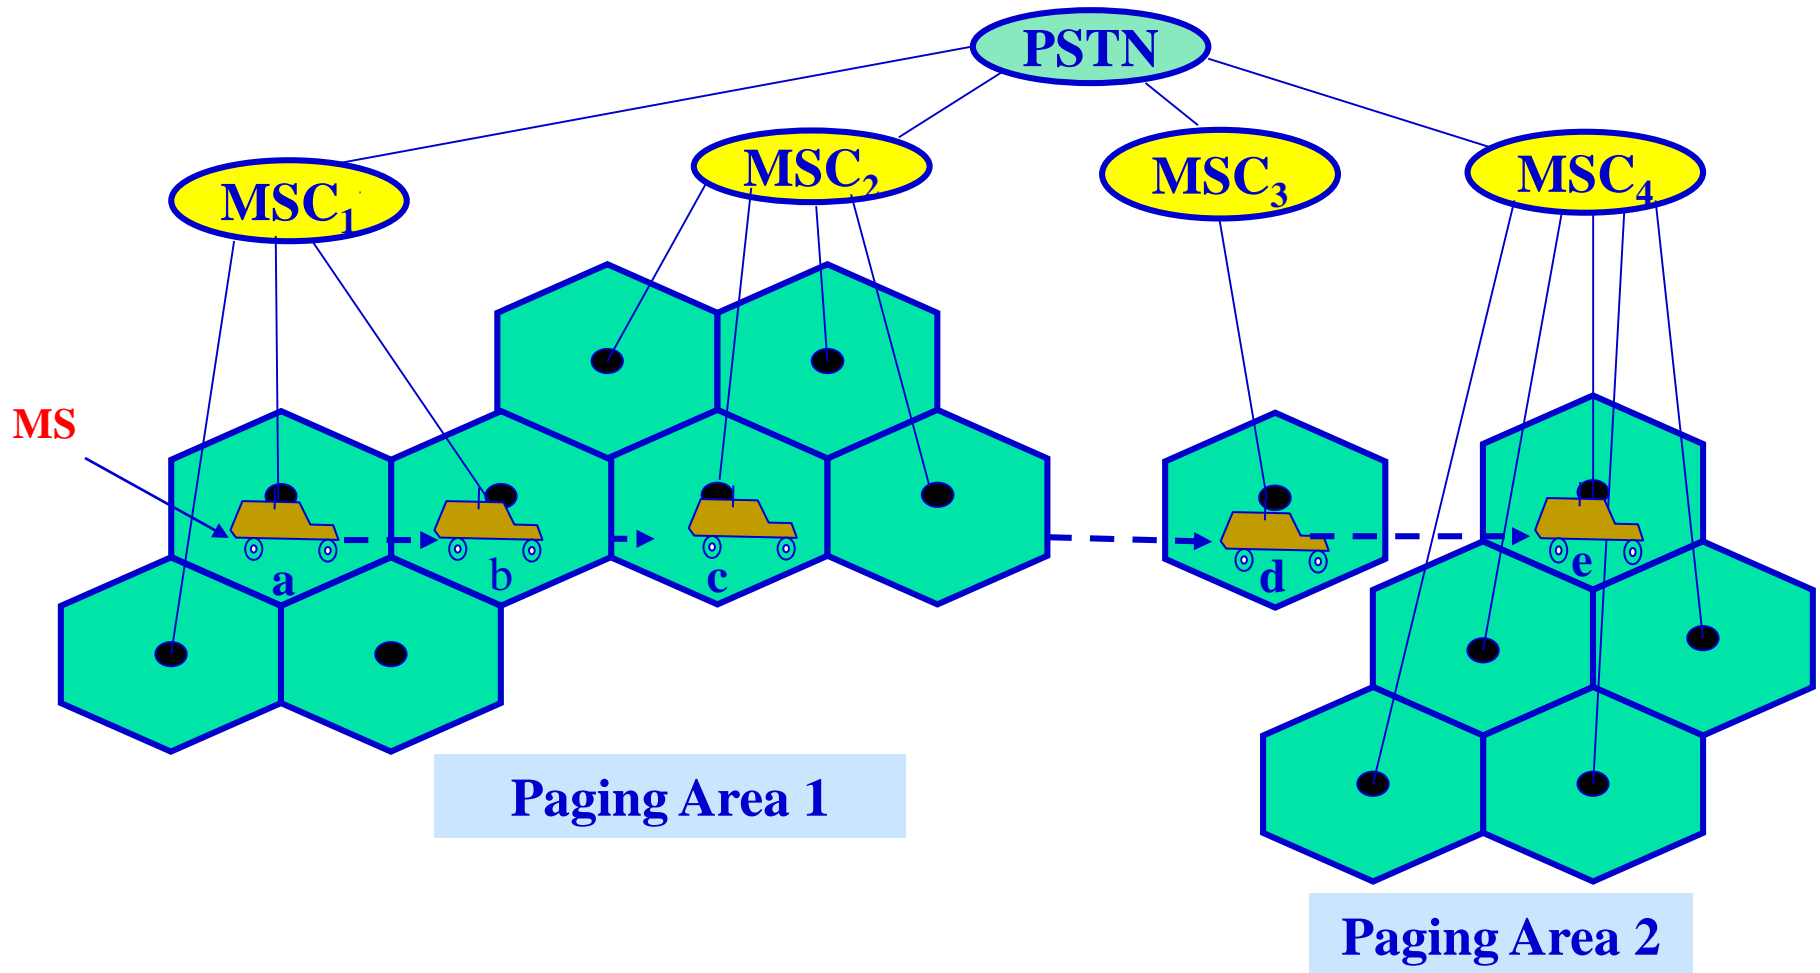 PSTN
MSC1
MSC2
MSC3
MSC4
MS
a
b
c
d
e
Paging Area 1
Paging Area 2